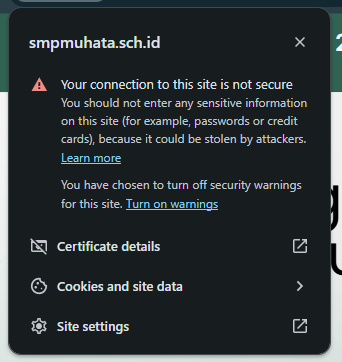 smpmuhata.sch.id
Your connection to this site is not secure
You should not enter any sensitive information
on this site (for example, passwords or credit
cards), because it could be stolen by attackers.
Learn more
You have chosen to turn off security warnings
for this site. Turn on warnings
Certificate details
Cookies and site data
Site settings